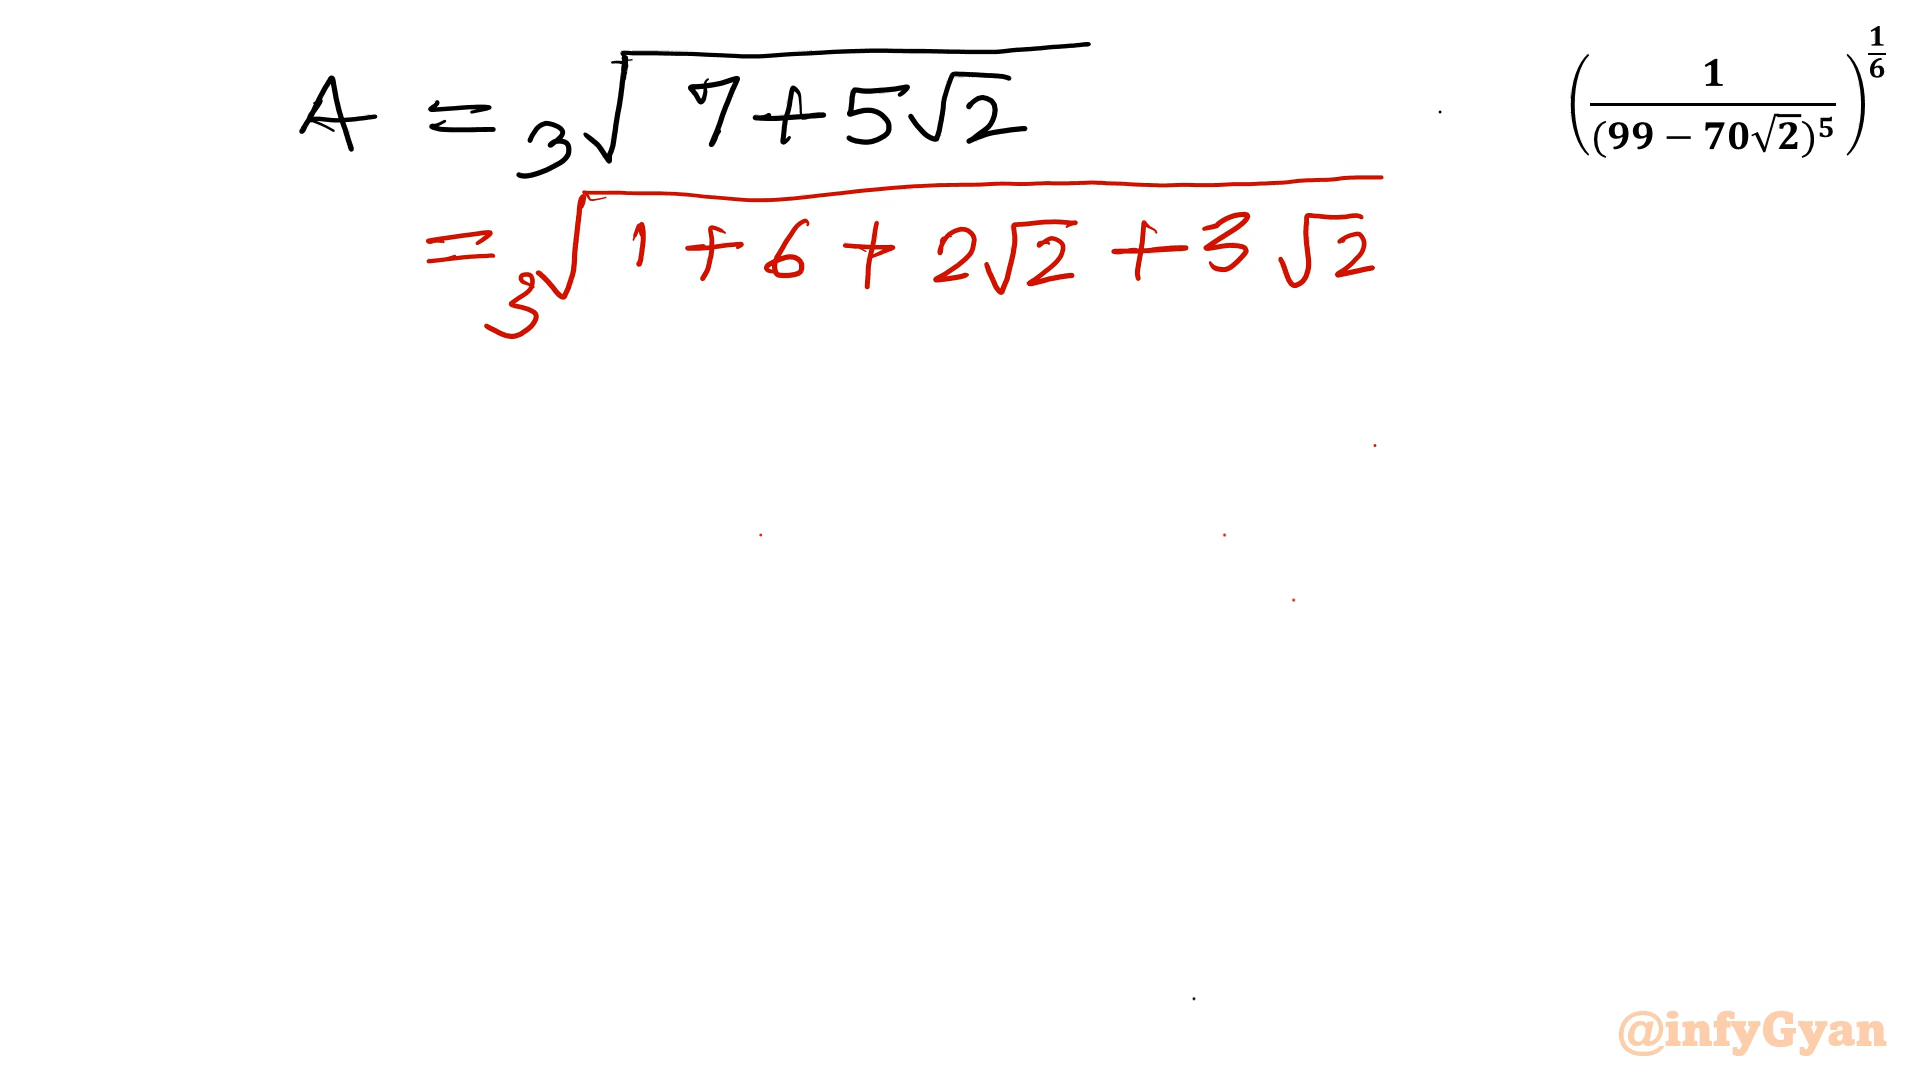 A = ∛(7+5√2)
= ∛(1 + 6 + 2√2 + 3√2)
(1/(99 − 70√2)⁵)^(1/6)
@infyGyan